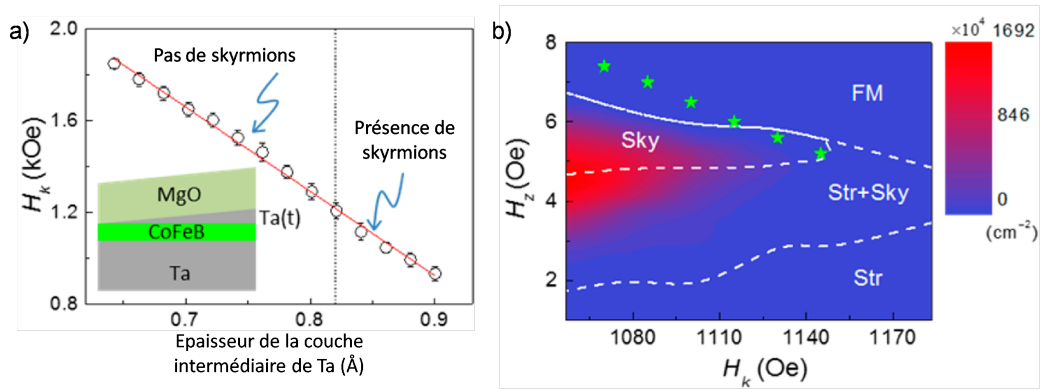 a)
2.0
1.6
1.2
0.8
H_k (kOe)
Pas de skyrmions
Présence de
skyrmions
MgO
Ta(t)
CoFeB
Ta
0.7
0.8
0.9
Epaisseur de la couche
intermédiaire de Ta (Å)
b)
8
6
4
2
H_z (Oe)
FM
Sky
Str+Sky
Str
1080
1110
1140
1170
H_k (Oe)
×10⁴
1692
846
0
(cm⁻²)